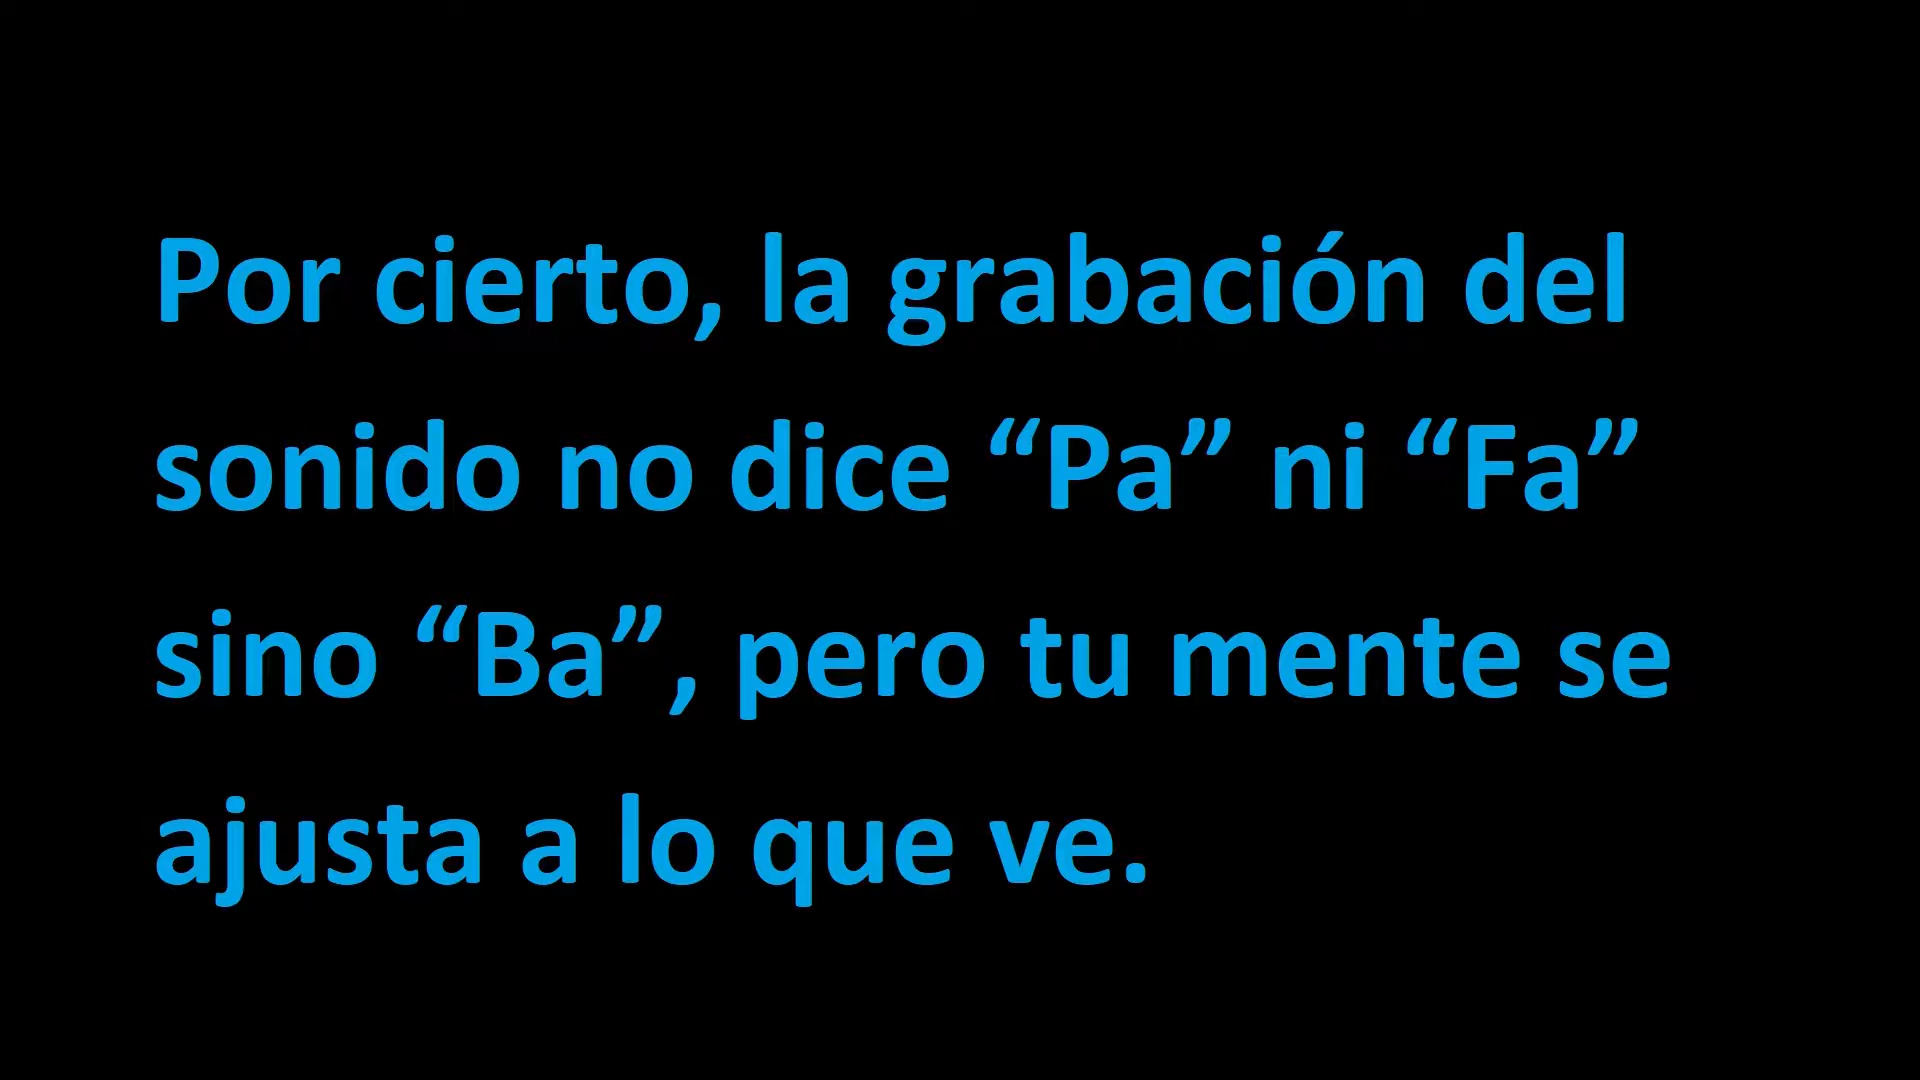 Por cierto, la grabación del
sonido no dice “Pa” ni “Fa”
sino “Ba”, pero tu mente se
ajusta a lo que ve.